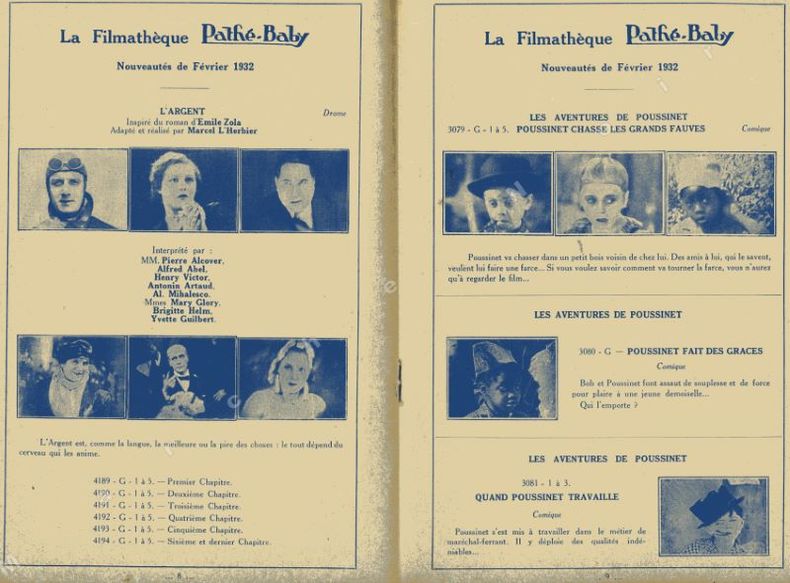 La Filmathèque Pathé-Baby
Nouveautés de Février 1932
L'ARGENT
Drame
Inspiré du roman d'Emile Zola
Adapté et réalisé par Marcel L'Herbier
Interprété par :
MM. Pierre Alcover,
Alfred Abel,
Henry Victor,
Antonin Artaud,
Al. Mihalesco.
Mmes Mary Glory,
Brigitte Helm,
Yvette Guilbert.
L'Argent est, comme la langue, la meilleure ou la pire des choses : le tout dépend du
cerveau qui les anime.
4189 - G - 1 à 5. — Premier Chapitre.
4190 - G - 1 à 5. — Deuxième Chapitre.
4191 - G - 1 à 5. — Troisième Chapitre.
4192 - G - 1 à 5. — Quatrième Chapitre.
4193 - G - 1 à 5. — Cinquième Chapitre.
4194 - G - 1 à 5. — Sixième et dernier Chapitre.
... 8 ...
La Filmathèque Pathé-Baby
Nouveautés de Février 1932
LES AVENTURES DE POUSSINET
3079 - G - 1 à 5. POUSSINET CHASSE LES GRANDS FAUVES
Comique
Poussinet va chasser dans un petit bois voisin de chez lui. Des amis à lui, qui le savent,
veulent lui faire une farce... Si vous voulez savoir comment va tourner la farce, vous n'aurez
qu'à regarder le film...
LES AVENTURES DE POUSSINET
3080 - G — POUSSINET FAIT DES GRACES
Comique
Bob et Poussinet font assaut de souplesse et de force
pour plaire à une jeune demoiselle...
Qui l'emporte ?
LES AVENTURES DE POUSSINET
3081 - 1 à 3.
QUAND POUSSINET TRAVAILLE
Comique
Poussinet s'est mis à travailler dans le métier de
maréchal-ferrant. Il y déploie des qualités indé-
niables...
9